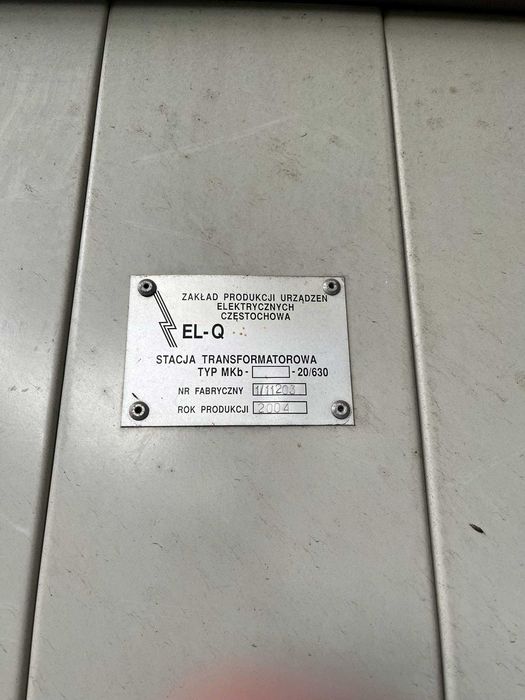 ZAKŁAD PRODUKCJI URZĄDZEŃ
ELEKTRYCZNYCH
CZĘSTOCHOWA
EL-Q
STACJA TRANSFORMATOROWA
TYP MKb- -20/630
NR FABRYCZNY 1/11203
ROK PRODUKCJI 2004